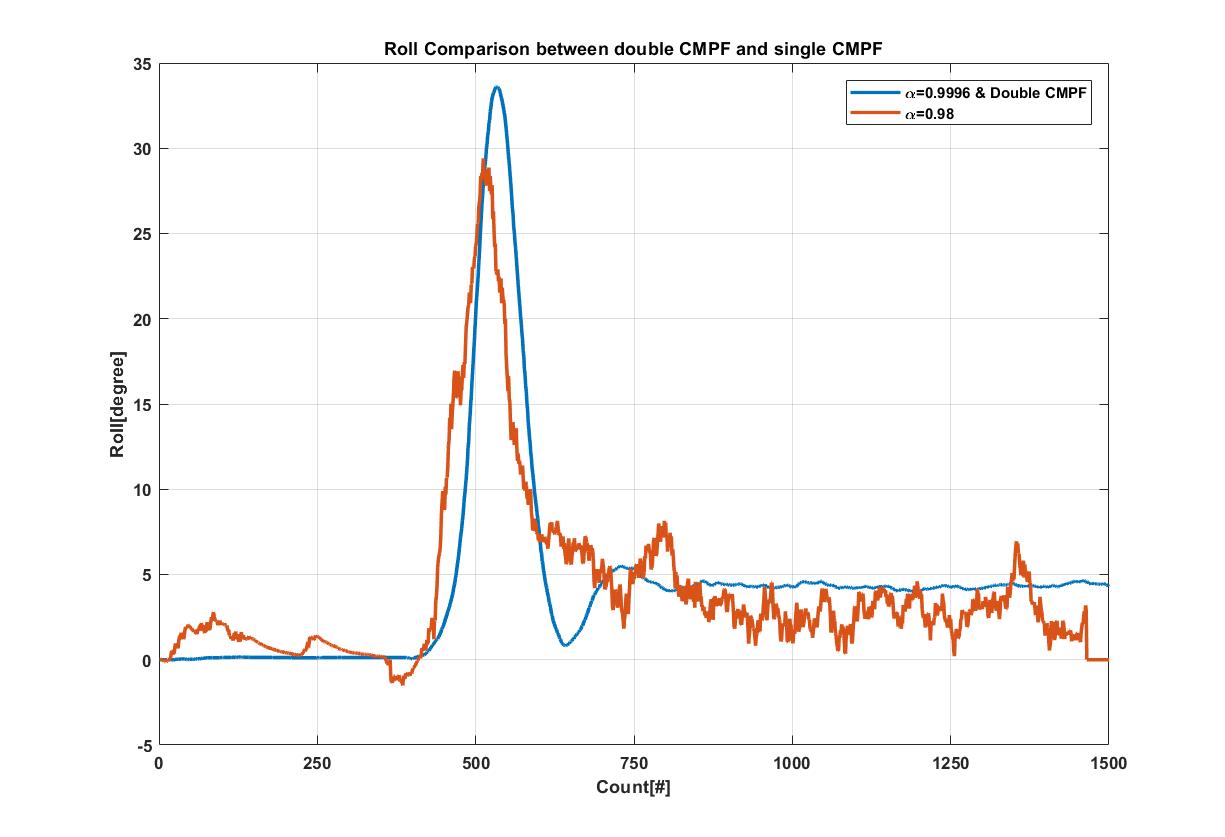 Roll Comparison between double CMPF and single CMPF
α=0.9996 & Double CMPF
α=0.98
35
30
25
20
15
10
5
0
-5
Roll[degree]
0 250 500 750 1000 1250 1500
Count[#]